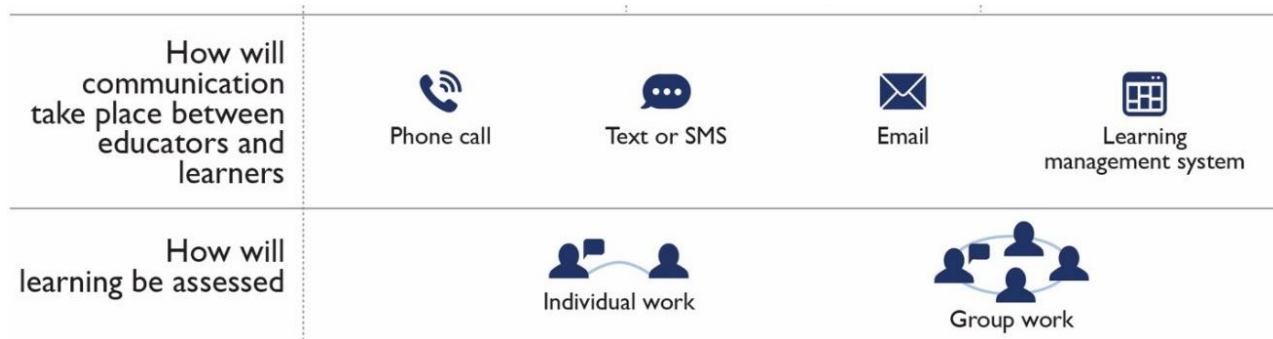 How will
communication
take place between
educators and
learners
Phone call
Text or SMS
Email
Learning
management system
How will
learning be assessed
Individual work
Group work